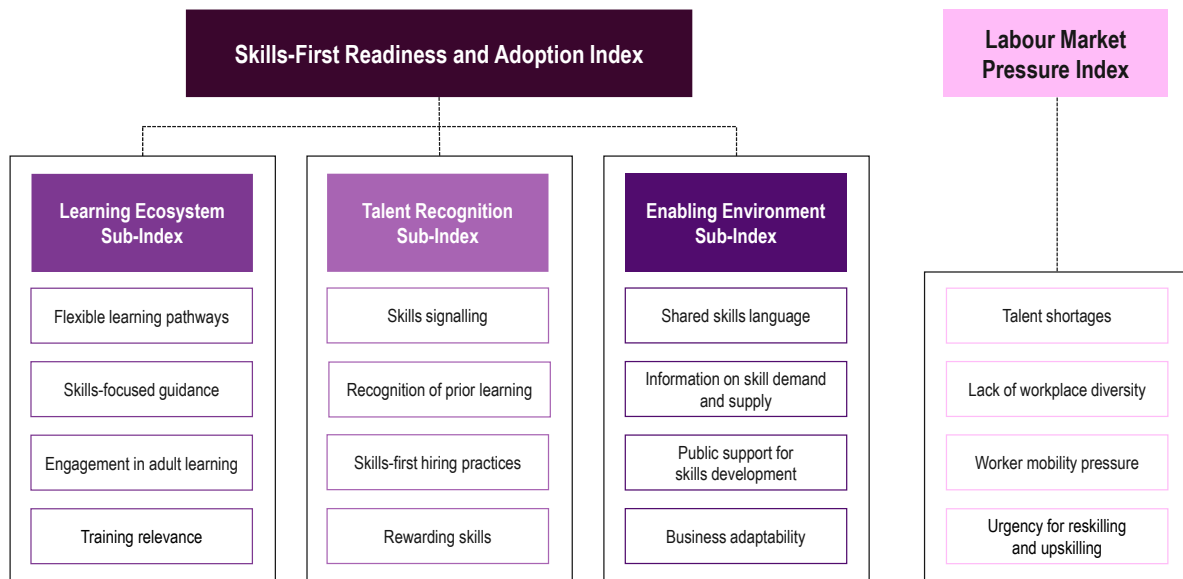 Skills-First Readiness and Adoption Index
Labour Market
Pressure Index
Learning Ecosystem
Sub-Index
Flexible learning pathways
Skills-focused guidance
Engagement in adult learning
Training relevance
Talent Recognition
Sub-Index
Skills signalling
Recognition of prior learning
Skills-first hiring practices
Rewarding skills
Enabling Environment
Sub-Index
Shared skills language
Information on skill demand
and supply
Public support for
skills development
Business adaptability
Talent shortages
Lack of workplace diversity
Worker mobility pressure
Urgency for reskilling
and upskilling